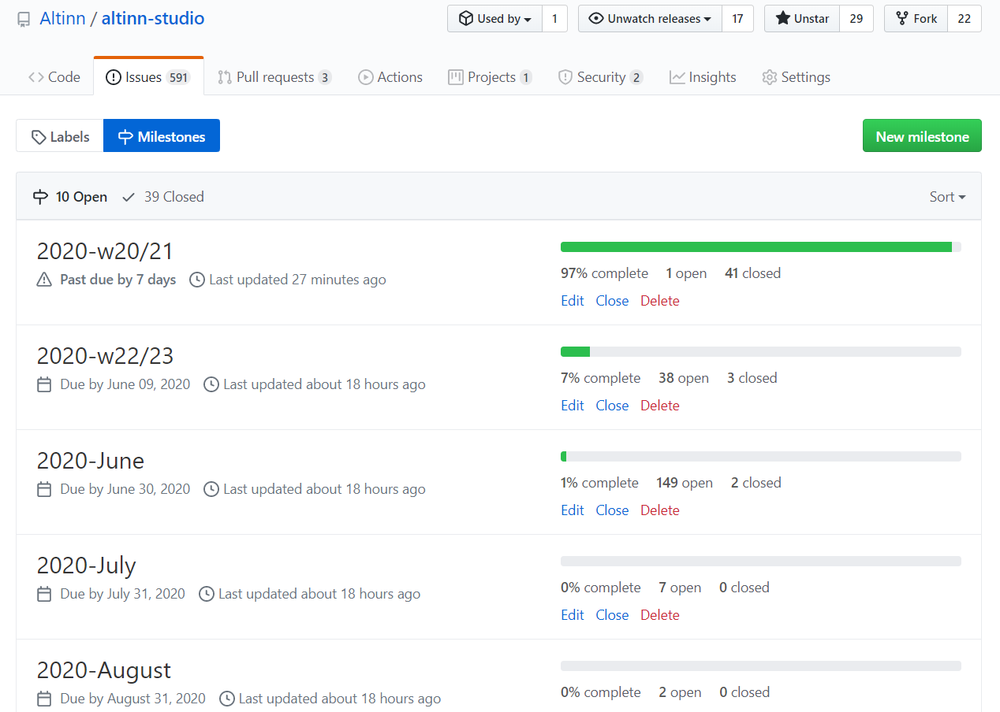 Altinn / altinn-studio Used by 1 Unwatch releases 17 Unstar 29 Fork 22
Code Issues 591 Pull requests 3 Actions Projects 1 Security 2 Insights Settings
Labels Milestones New milestone
10 Open 39 Closed Sort
2020-w20/21
Past due by 7 days Last updated 27 minutes ago
97% complete 1 open 41 closed
Edit Close Delete
2020-w22/23
Due by June 09, 2020 Last updated about 18 hours ago
7% complete 38 open 3 closed
Edit Close Delete
2020-June
Due by June 30, 2020 Last updated about 18 hours ago
1% complete 149 open 2 closed
Edit Close Delete
2020-July
Due by July 31, 2020 Last updated about 18 hours ago
0% complete 7 open 0 closed
Edit Close Delete
2020-August
Due by August 31, 2020 Last updated about 18 hours ago
0% complete 2 open 0 closed